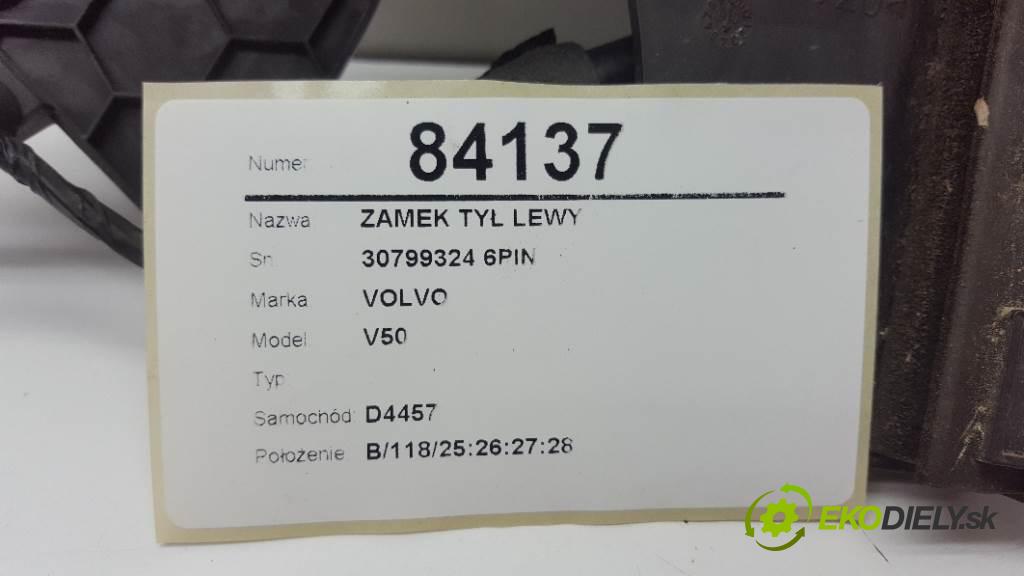 Numer 84137
Nazwa ZAMEK TYŁ LEWY
Sn 30799324 6PIN
Marka VOLVO
Model V50
Typ
Samochód D4457
Położenie B/118/25:26:27:28
EKODIELY.sk